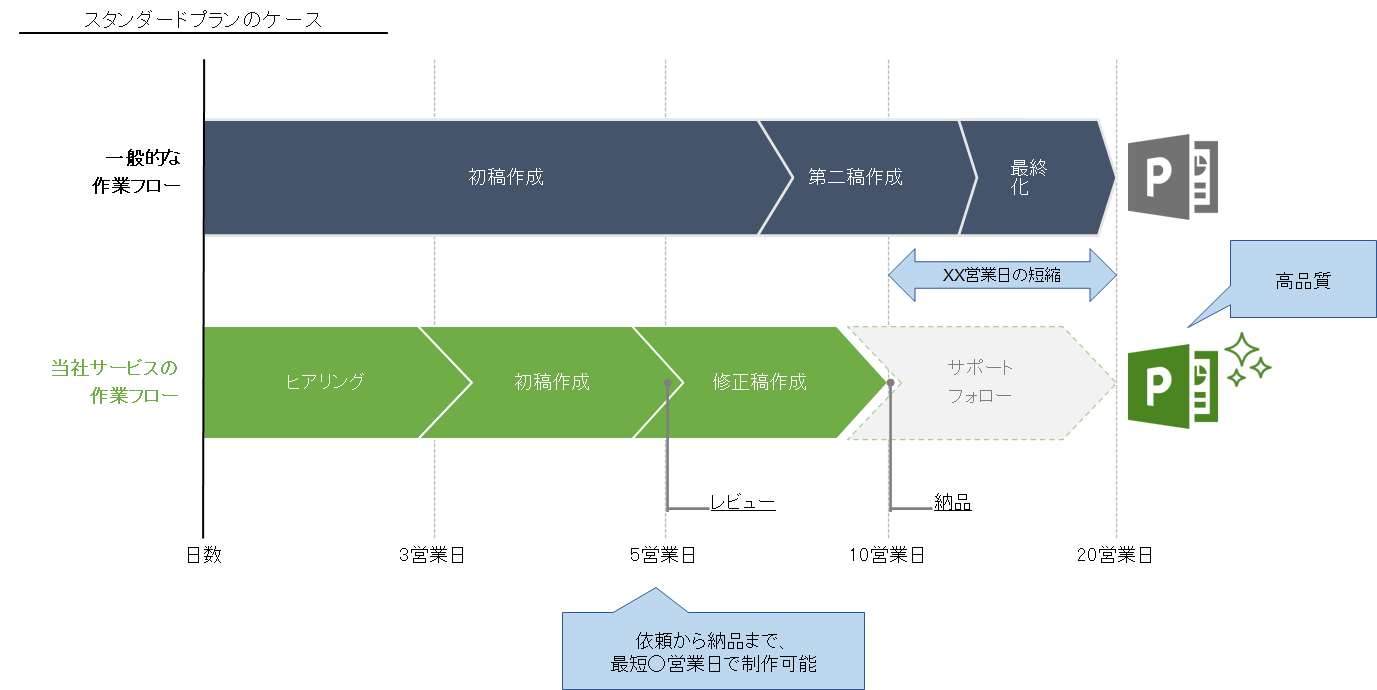 スタンダードプランのケース
一般的な
作業フロー
初稿作成
第二稿作成
最終
化
P
XX営業日の短縮
高品質
当社サービスの
作業フロー
ヒアリング
初稿作成
修正稿作成
サポート
フォロー
P
レビュー
納品
日数
3営業日
5営業日
10営業日
20営業日
依頼から納品まで、
最短〇営業日で制作可能